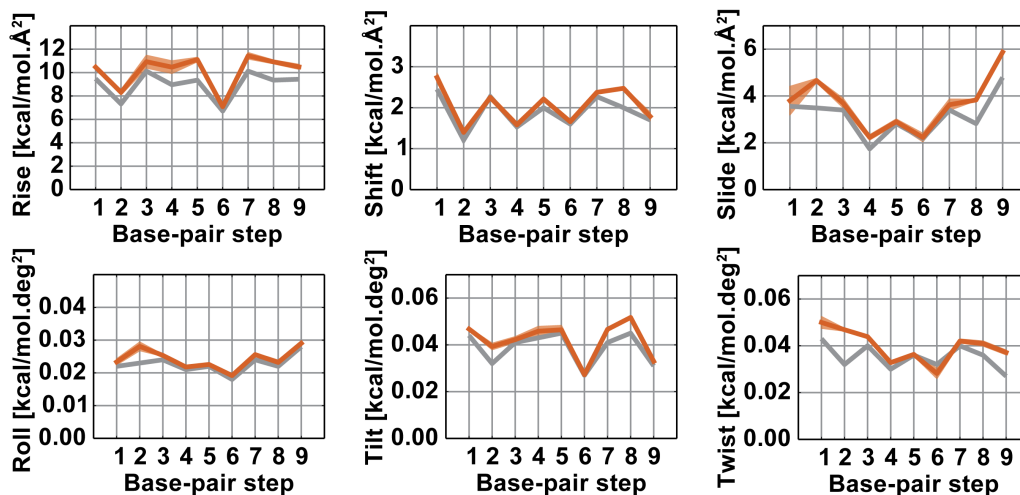 Rise [kcal/mol.Å²]
12
10
8
6
4
2
0
1 2 3 4 5 6 7 8 9
Base-pair step
Shift [kcal/mol.Å²]
3
2
1
0
1 2 3 4 5 6 7 8 9
Base-pair step
Slide [kcal/mol.Å²]
6
4
2
0
1 2 3 4 5 6 7 8 9
Base-pair step
Roll [kcal/mol.deg²]
0.04
0.03
0.02
0.01
0.00
1 2 3 4 5 6 7 8 9
Base-pair step
Tilt [kcal/mol.deg²]
0.06
0.04
0.02
0.00
1 2 3 4 5 6 7 8 9
Base-pair step
Twist [kcal/mol.deg²]
0.06
0.04
0.02
0.00
1 2 3 4 5 6 7 8 9
Base-pair step